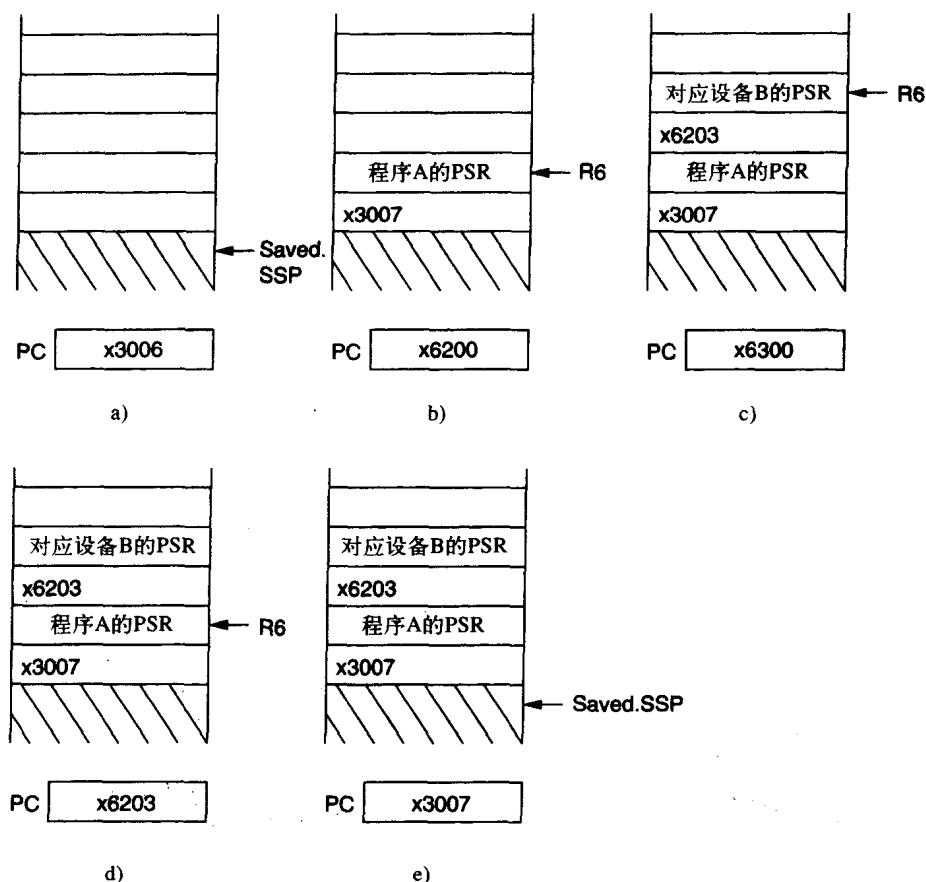 Saved.
SSP
PC x3006
a)
程序A的PSR
R6
x3007
PC x6200
b)
对应设备B的PSR
R6
x6203
程序A的PSR
x3007
PC x6300
c)
对应设备B的PSR
x6203
程序A的PSR
R6
x3007
PC x6203
d)
对应设备B的PSR
x6203
程序A的PSR
x3007
Saved.SSP
PC x3007
e)